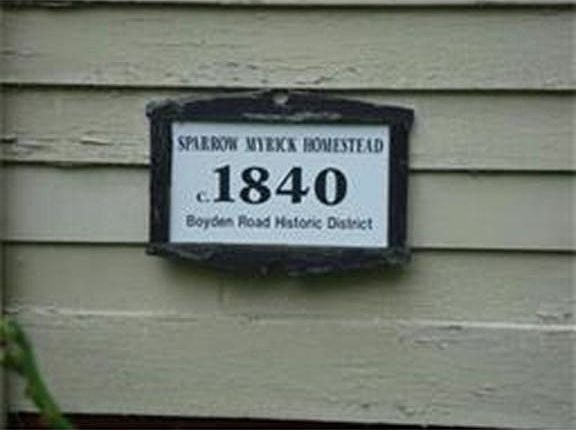 SPARROW MYRICK HOMESTEAD
c.1840
Boyden Road Historic District